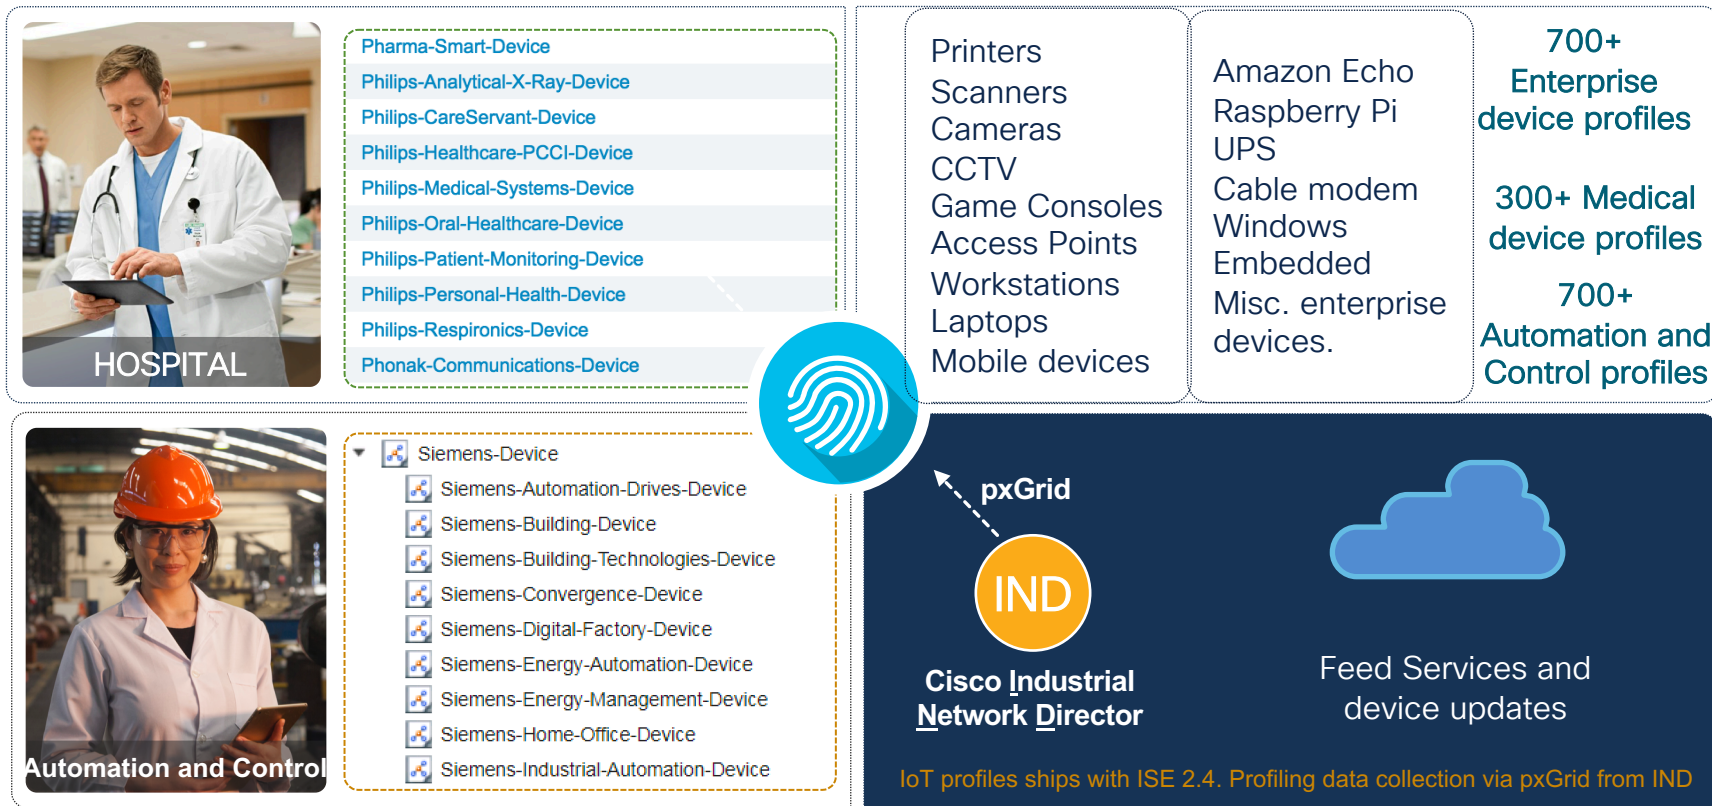 HOSPITAL
Pharma-Smart-Device
Philips-Analytical-X-Ray-Device
Philips-CareServant-Device
Philips-Healthcare-PCCI-Device
Philips-Medical-Systems-Device
Philips-Oral-Healthcare-Device
Philips-Patient-Monitoring-Device
Philips-Personal-Health-Device
Philips-Respironics-Device
Phonak-Communications-Device
Printers
Scanners
Cameras
CCTV
Game Consoles
Access Points
Workstations
Laptops
Mobile devices
Amazon Echo
Raspberry Pi
UPS
Cable modem
Windows
Embedded
Misc. enterprise
devices.
700+
Enterprise
device profiles
300+ Medical
device profiles
700+
Automation and
Control profiles
Automation and Control
Siemens-Device
Siemens-Automation-Drives-Device
Siemens-Building-Device
Siemens-Building-Technologies-Device
Siemens-Convergence-Device
Siemens-Digital-Factory-Device
Siemens-Energy-Automation-Device
Siemens-Energy-Management-Device
Siemens-Home-Office-Device
Siemens-Industrial-Automation-Device
pxGrid
IND
Cisco Industrial
Network Director
Feed Services and
device updates
IoT profiles ships with ISE 2.4. Profiling data collection via pxGrid from IND